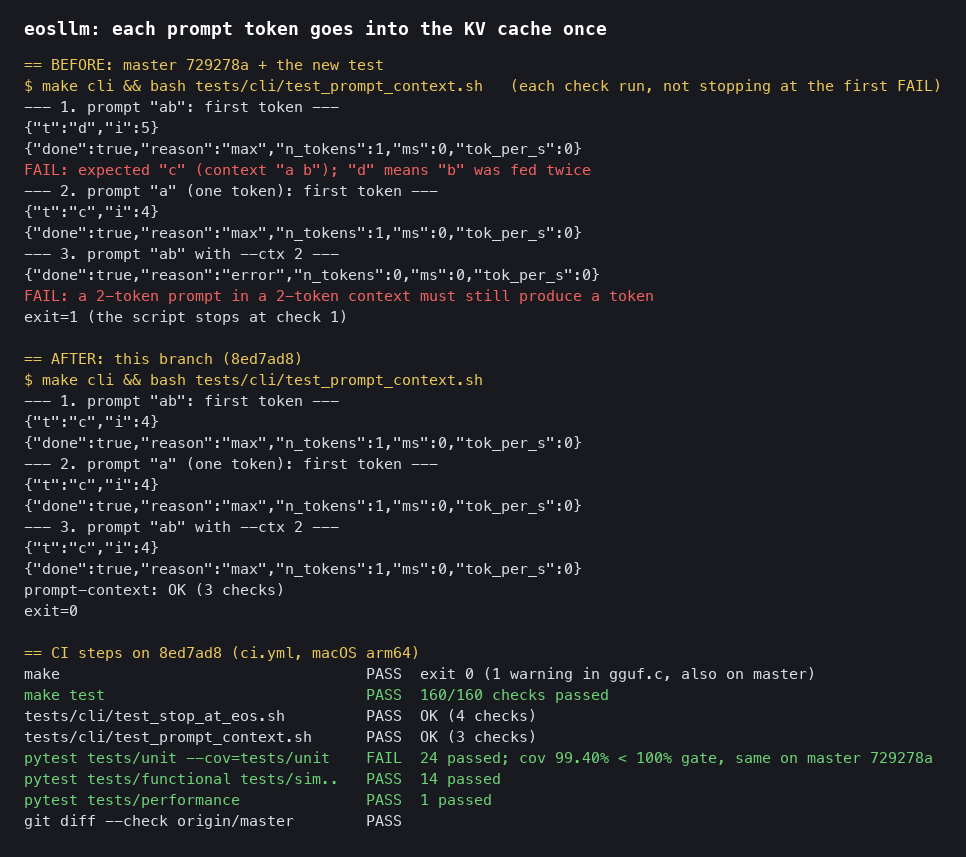 eosllm: each prompt token goes into the KV cache once
== BEFORE: master 729278a + the new test
$ make cli && bash tests/cli/test_prompt_context.sh   (each check run, not stopping at the first FAIL)
--- 1. prompt "ab": first token ---
{"t":"d","i":5}
{"done":true,"reason":"max","n_tokens":1,"ms":0,"tok_per_s":0}
FAIL: expected "c" (context "a b"); "d" means "b" was fed twice
--- 2. prompt "a" (one token): first token ---
{"t":"c","i":4}
{"done":true,"reason":"max","n_tokens":1,"ms":0,"tok_per_s":0}
--- 3. prompt "ab" with --ctx 2 ---
{"done":true,"reason":"error","n_tokens":0,"ms":0,"tok_per_s":0}
FAIL: a 2-token prompt in a 2-token context must still produce a token
exit=1 (the script stops at check 1)
== AFTER: this branch (8ed7ad8)
$ make cli && bash tests/cli/test_prompt_context.sh
--- 1. prompt "ab": first token ---
{"t":"c","i":4}
{"done":true,"reason":"max","n_tokens":1,"ms":0,"tok_per_s":0}
--- 2. prompt "a" (one token): first token ---
{"t":"c","i":4}
{"done":true,"reason":"max","n_tokens":1,"ms":0,"tok_per_s":0}
--- 3. prompt "ab" with --ctx 2 ---
{"t":"c","i":4}
{"done":true,"reason":"max","n_tokens":1,"ms":0,"tok_per_s":0}
prompt-context: OK (3 checks)
exit=0
== CI steps on 8ed7ad8 (ci.yml, macOS arm64)
make                                  PASS  exit 0 (1 warning in gguf.c, also on master)
make test                             PASS  160/160 checks passed
tests/cli/test_stop_at_eos.sh         PASS  OK (4 checks)
tests/cli/test_prompt_context.sh      PASS  OK (3 checks)
pytest tests/unit --cov=tests/unit    FAIL  24 passed; cov 99.40% < 100% gate, same on master 729278a
pytest tests/functional tests/sim..   PASS  14 passed
pytest tests/performance              PASS  1 passed
git diff --check origin/master        PASS